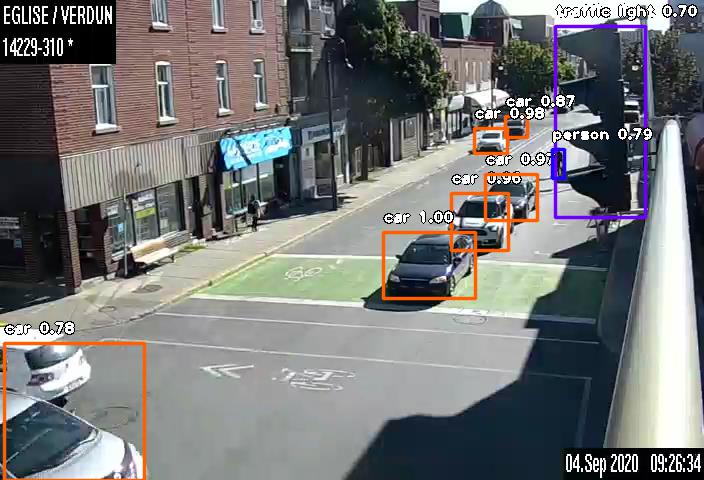 EGLISE / VERDUN
14229-310 *
traffic light 0.70
car 0.87
car 0.98
person 0.79
car 0.97
car 0.96
car 1.00
car 0.78
04.Sep 2020 09:26:34